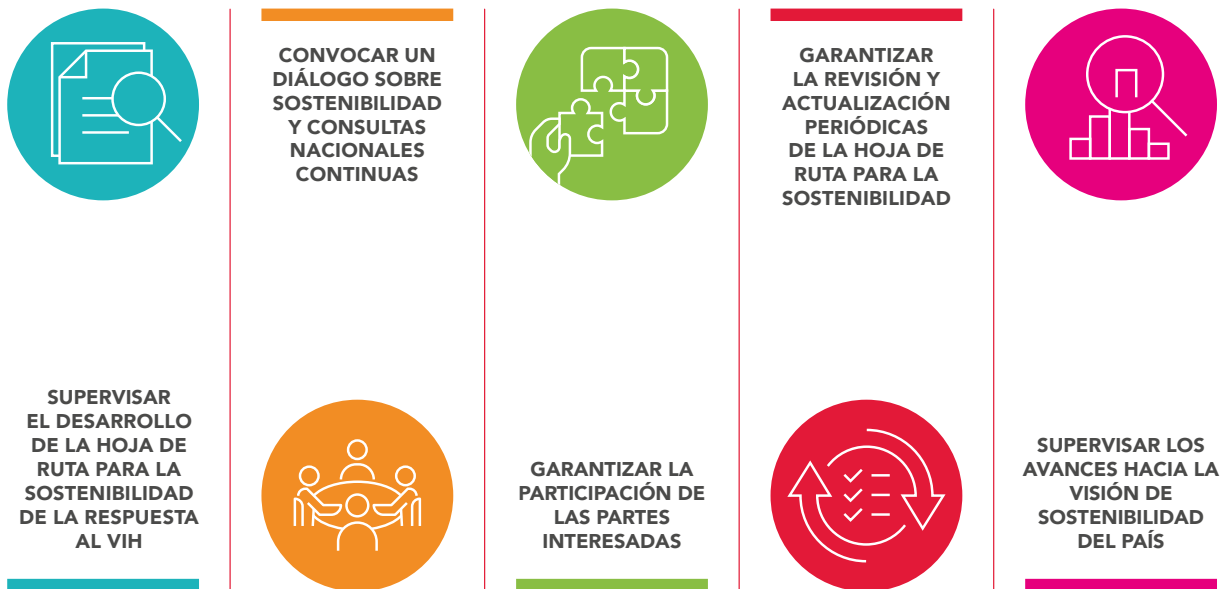 SUPERVISAR
EL DESARROLLO
DE LA HOJA DE
RUTA PARA LA
SOSTENIBILIDAD
DE LA RESPUESTA
AL VIH
CONVOCAR UN
DIÁLOGO SOBRE
SOSTENIBILIDAD
Y CONSULTAS
NACIONALES
CONTINUAS
GARANTIZAR LA
PARTICIPACIÓN DE
LAS PARTES
INTERESADAS
GARANTIZAR
LA REVISIÓN Y
ACTUALIZACIÓN
PERIÓDICAS
DE LA HOJA DE
RUTA PARA LA
SOSTENIBILIDAD
SUPERVISAR LOS
AVANCES HACIA LA
VISIÓN DE
SOSTENIBILIDAD
DEL PAÍS